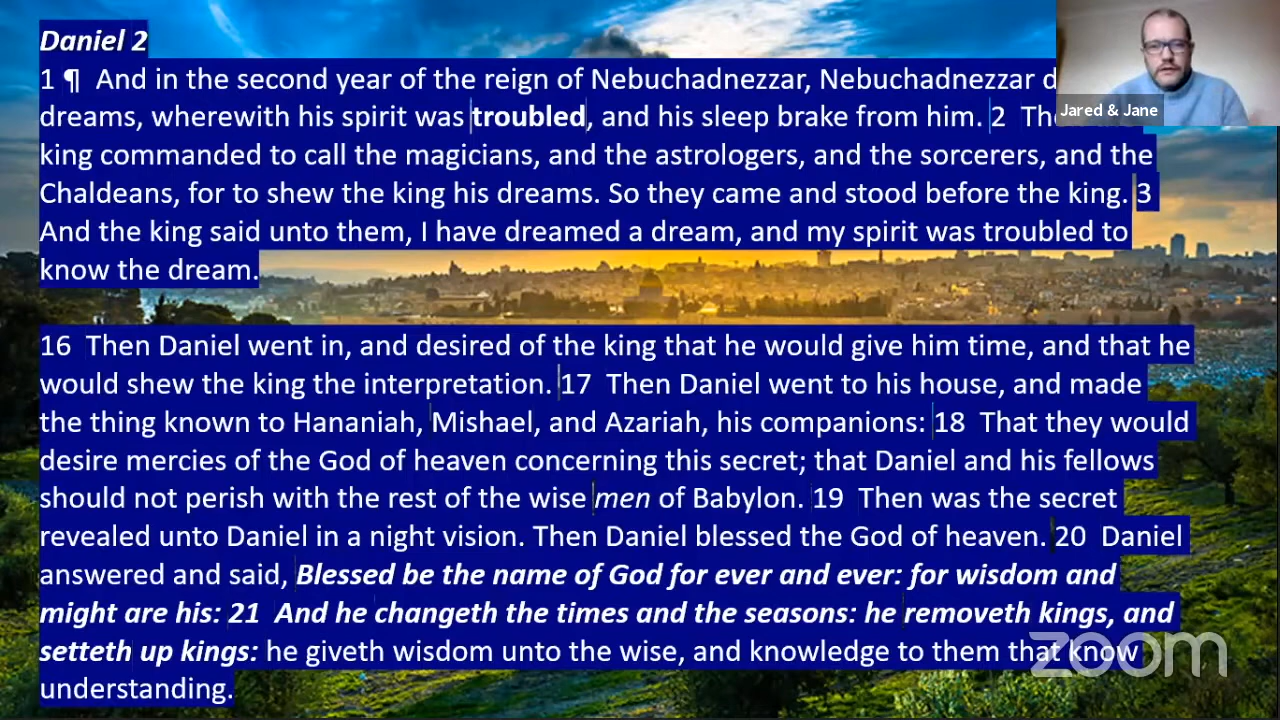 Daniel 2
1 ¶ And in the second year of the reign of Nebuchadnezzar, Nebuchadnezzar d
dreams, wherewith his spirit was troubled, and his sleep brake from him. 2 The
king commanded to call the magicians, and the astrologers, and the sorcerers, and the
Chaldeans, for to shew the king his dreams. So they came and stood before the king. 3
And the king said unto them, I have dreamed a dream, and my spirit was troubled to
know the dream.
16 Then Daniel went in, and desired of the king that he would give him time, and that he
would shew the king the interpretation. 17 Then Daniel went to his house, and made
the thing known to Hananiah, Mishael, and Azariah, his companions: 18 That they would
desire mercies of the God of heaven concerning this secret; that Daniel and his fellows
should not perish with the rest of the wise men of Babylon. 19 Then was the secret
revealed unto Daniel in a night vision. Then Daniel blessed the God of heaven. 20 Daniel
answered and said, Blessed be the name of God for ever and ever: for wisdom and
might are his: 21 And he changeth the times and the seasons: he removeth kings, and
setteth up kings: he giveth wisdom unto the wise, and knowledge to them that know
understanding.
Jared & Jane
zoom